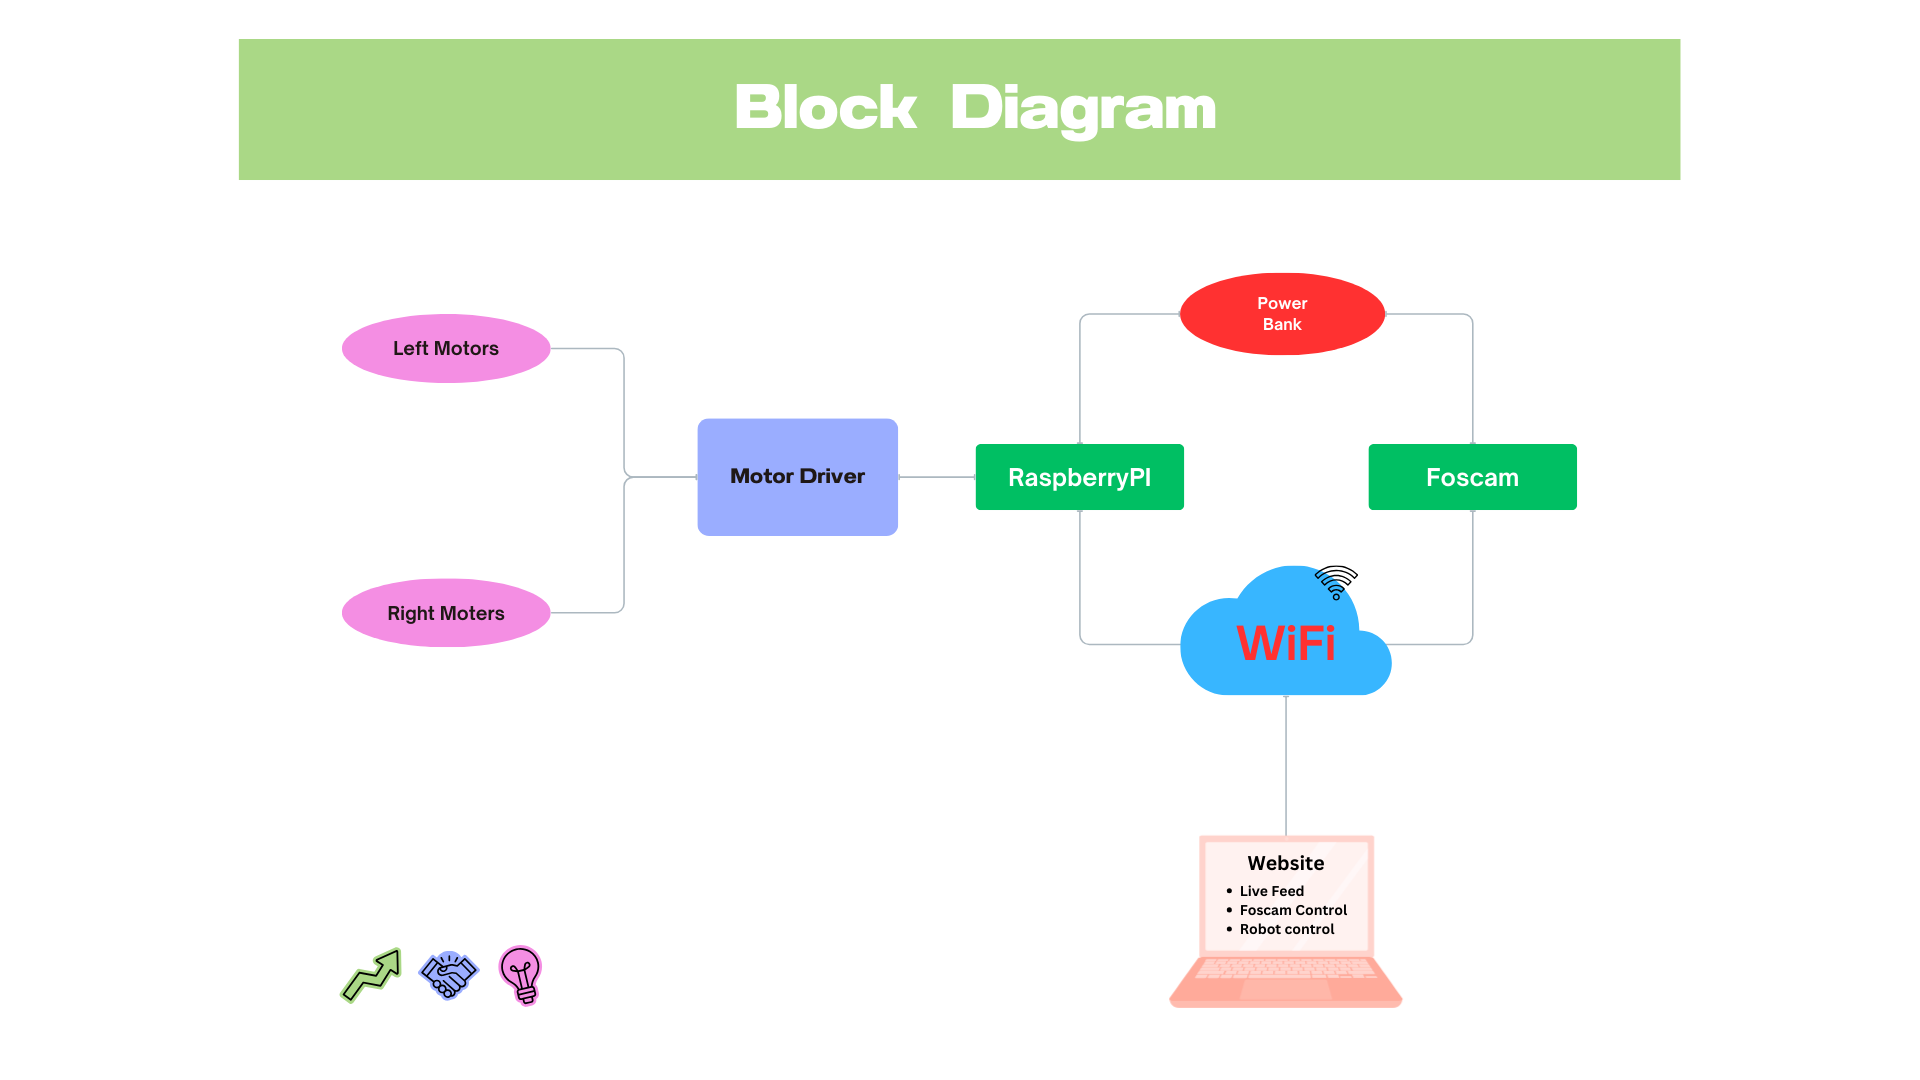 Block Diagram
Power
Bank
Left Motors
Motor Driver
RaspberryPI
Foscam
Right Moters
WiFi
Website
• Live Feed
• Foscam Control
• Robot control